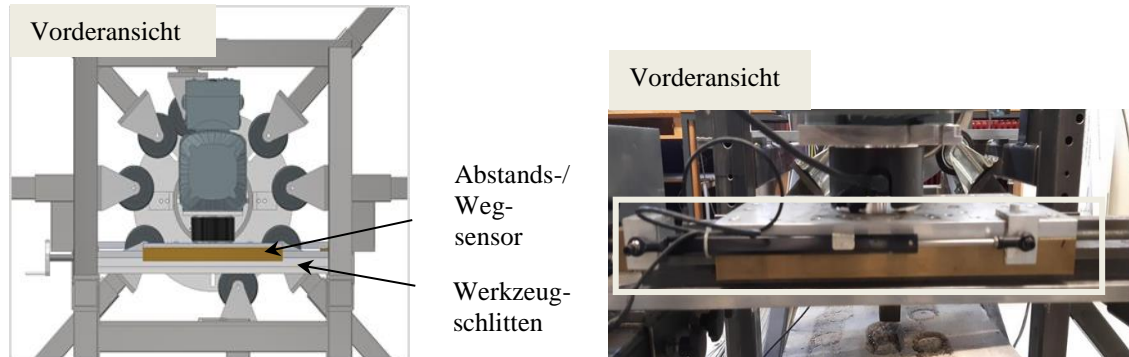 Vorderansicht
Abstands-/
Weg-
sensor
Werkzeug-
schlitten
Vorderansicht